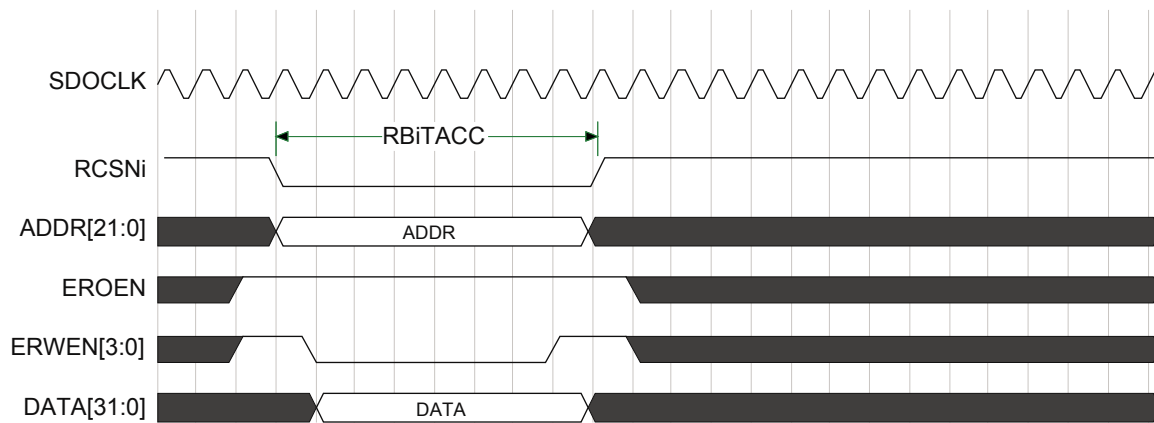 SDOCLK
RBiTACC
RCSNi
ADDR[21:0]
ADDR
EROEN
ERWEN[3:0]
DATA[31:0]
DATA